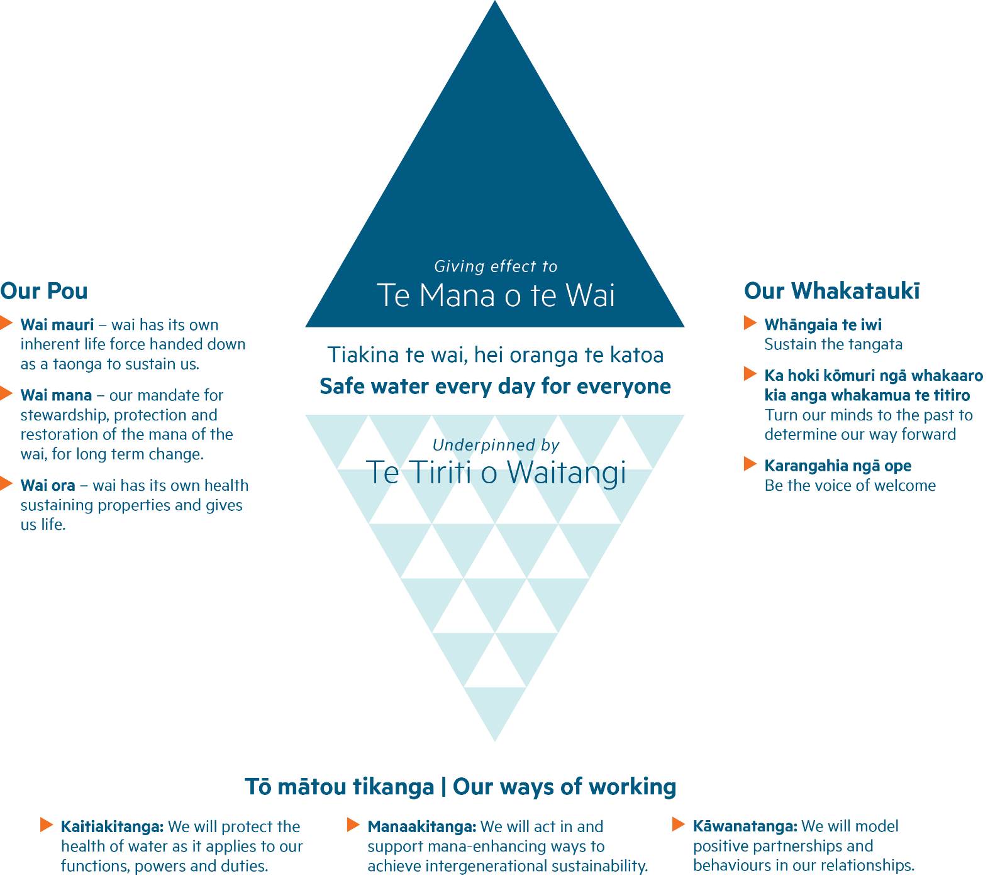 Giving effect to
Te Mana o te Wai
Tiakina te wai, hei oranga te katoa
Safe water every day for everyone
Underpinned by
Te Tiriti o Waitangi
Our Pou
Wai mauri – wai has its own
inherent life force handed down
as a taonga to sustain us.
Wai mana – our mandate for
stewardship, protection and
restoration of the mana of the
wai, for long term change.
Wai ora – wai has its own health
sustaining properties and gives
us life.
Our Whakataukī
Whāngaia te iwi
Sustain the tangata
Ka hoki kōmuri ngā whakaaro
kia anga whakamua te titiro
Turn our minds to the past to
determine our way forward
Karangahia ngā ope
Be the voice of welcome
Tō mātou tikanga | Our ways of working
Kaitiakitanga: We will protect the
health of water as it applies to our
functions, powers and duties.
Manaakitanga: We will act in and
support mana-enhancing ways to
achieve intergenerational sustainability.
Kāwanatanga: We will model
positive partnerships and
behaviours in our relationships.